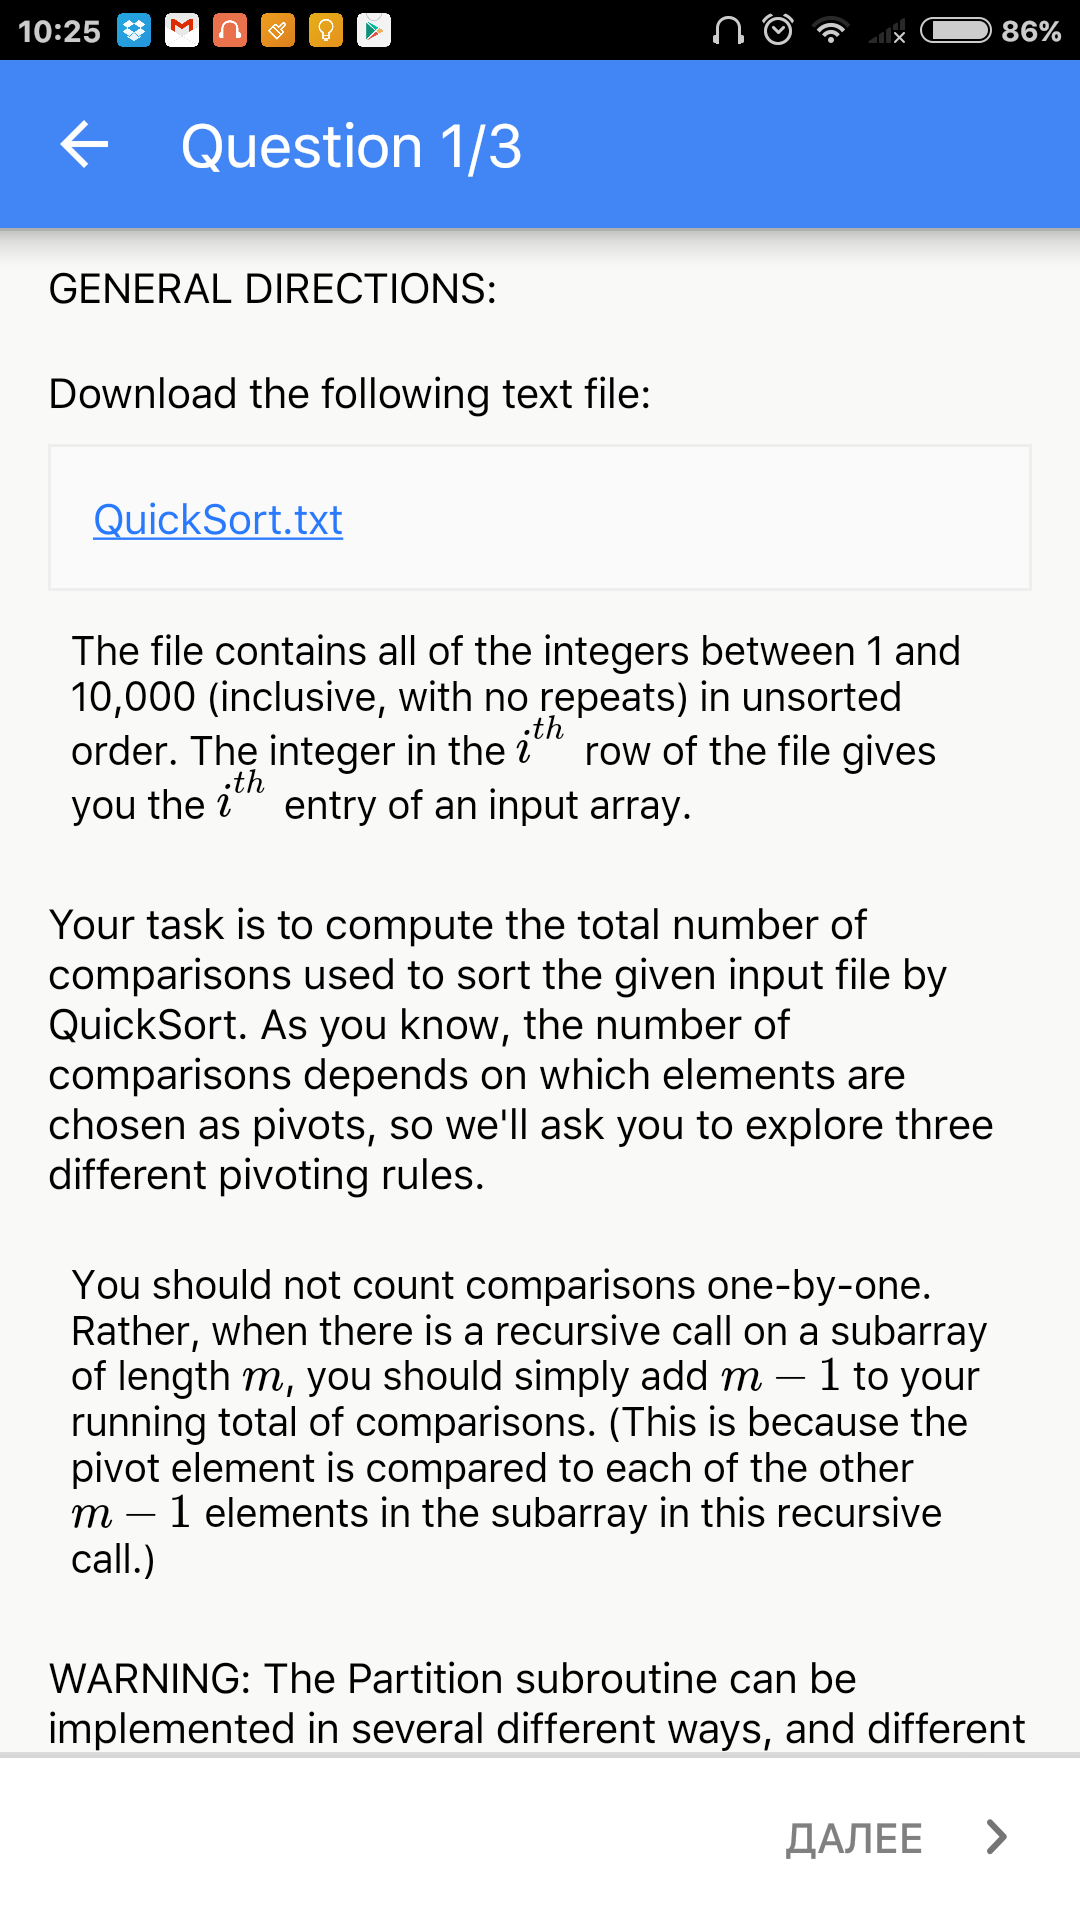 10:25 86%
Question 1/3
GENERAL DIRECTIONS:
Download the following text file:
QuickSort.txt
The file contains all of the integers between 1 and
10,000 (inclusive, with no repeats) in unsorted
order. The integer in the i^th row of the file gives
you the i^th entry of an input array.
Your task is to compute the total number of
comparisons used to sort the given input file by
QuickSort. As you know, the number of
comparisons depends on which elements are
chosen as pivots, so we'll ask you to explore three
different pivoting rules.
You should not count comparisons one-by-one.
Rather, when there is a recursive call on a subarray
of length m, you should simply add m − 1 to your
running total of comparisons. (This is because the
pivot element is compared to each of the other
m − 1 elements in the subarray in this recursive
call.)
WARNING: The Partition subroutine can be
implemented in several different ways, and different
ДАЛЕЕ